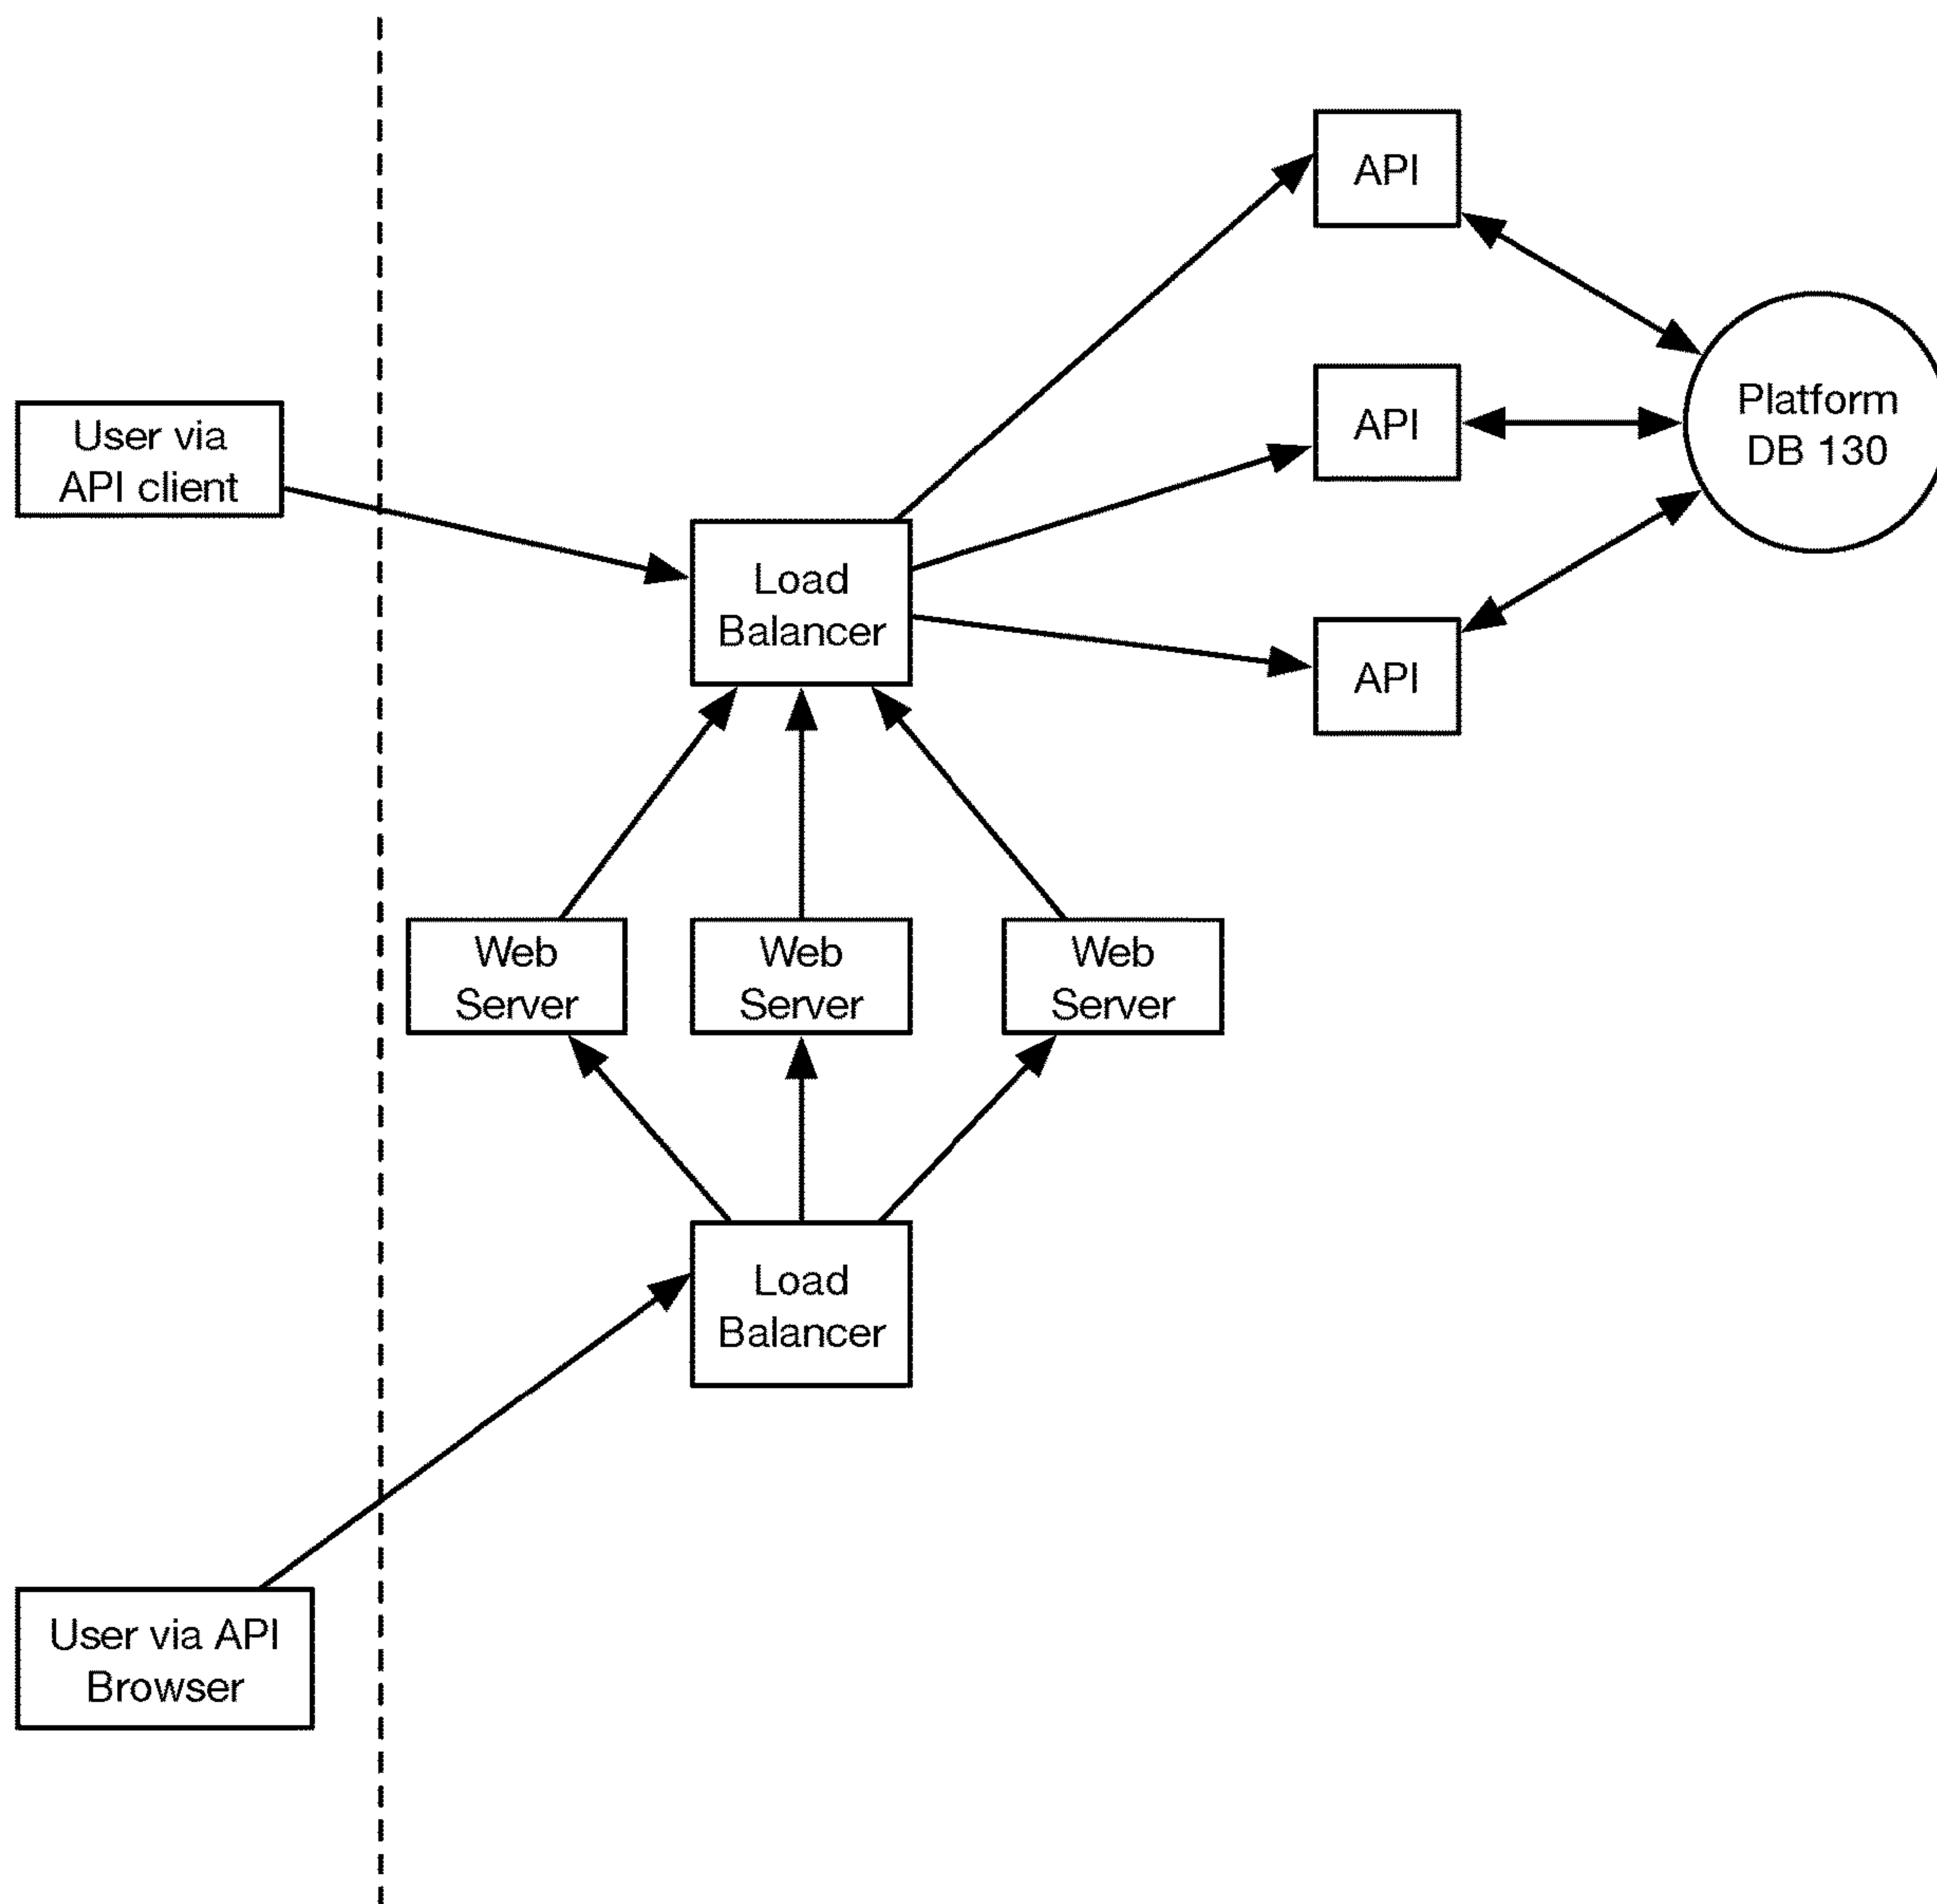 API
User via
API client
API
Platform
DB 130
Load
Balancer
API
Web
Server
Web
Server
Web
Server
Load
Balancer
User via API
Browser